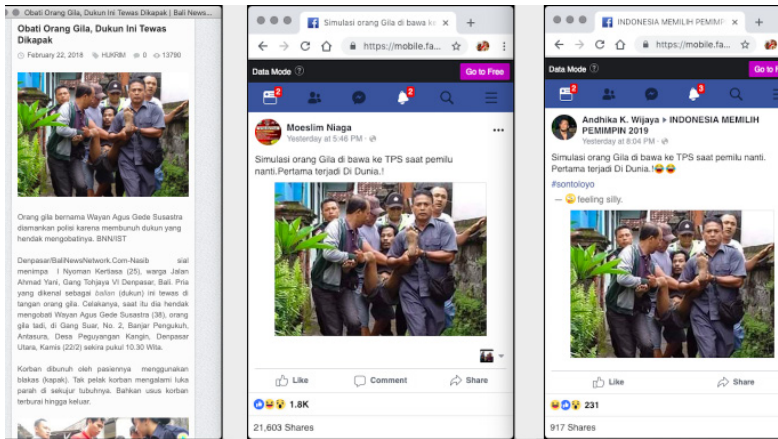 Obati Orang Gila, Dukun Ini Tewas Dikapak | Bali News...
Obati Orang Gila, Dukun Ini Tewas
Dikapak
February 22, 2018 HUKRIM 0 13790
Orang gila bernama Wayan Agus Gede Susastra
diamankan polisi karena membunuh dukun yang
hendak mengobatinya. BNN/IST
Denpasar/BaliNewsNetwork.Com-Nasib sial
menimpa I Nyoman Kertiasa (25), warga Jalan
Ahmad Yani, Gang Tohjaya VI Denpasar, Bali. Pria
yang dikenal sebagai balian (dukun) ini tewas di
tangan orang gila. Celakanya, saat itu dia hendak
mengobati Wayan Agus Gede Susastra (38), orang
gila tadi, di Gang Suar, No. 2, Banjar Pengukuh,
Antasura, Desa Peguyangan Kangin, Denpasar
Utara, Kamis (22/2) sekira pukul 10.30 Wita.
Korban dibunuh oleh pasiennya menggunakan
blakas (kapak). Tak pelak korban mengalami luka
parah di sekujur tubuhnya. Bahkan usus korban
terburai hingga keluar.
Simulasi orang Gila di bawa ke
https://mobile.fa...
Data Mode ?
Go to Free
2
2
Moeslim Niaga
Yesterday at 5:46 PM
Simulasi orang Gila di bawa ke TPS saat pemilu
nanti.Pertama terjadi Di Dunia.!
Like Comment Share
1.8K
21,603 Shares
INDONESIA MEMILIH PEMIMP
https://mobile.fa...
Data Mode ?
Go to F
2
3
Andhika K. Wijaya ▸ INDONESIA MEMILIH
PEMIMPIN 2019
Yesterday at 8:04 PM
Simulasi orang Gila di bawa ke TPS saat pemilu nanti.
Pertama terjadi Di Dunia.!😂😂
#sontoloyo
— 🤪 feeling silly.
Like Share
231
917 Shares